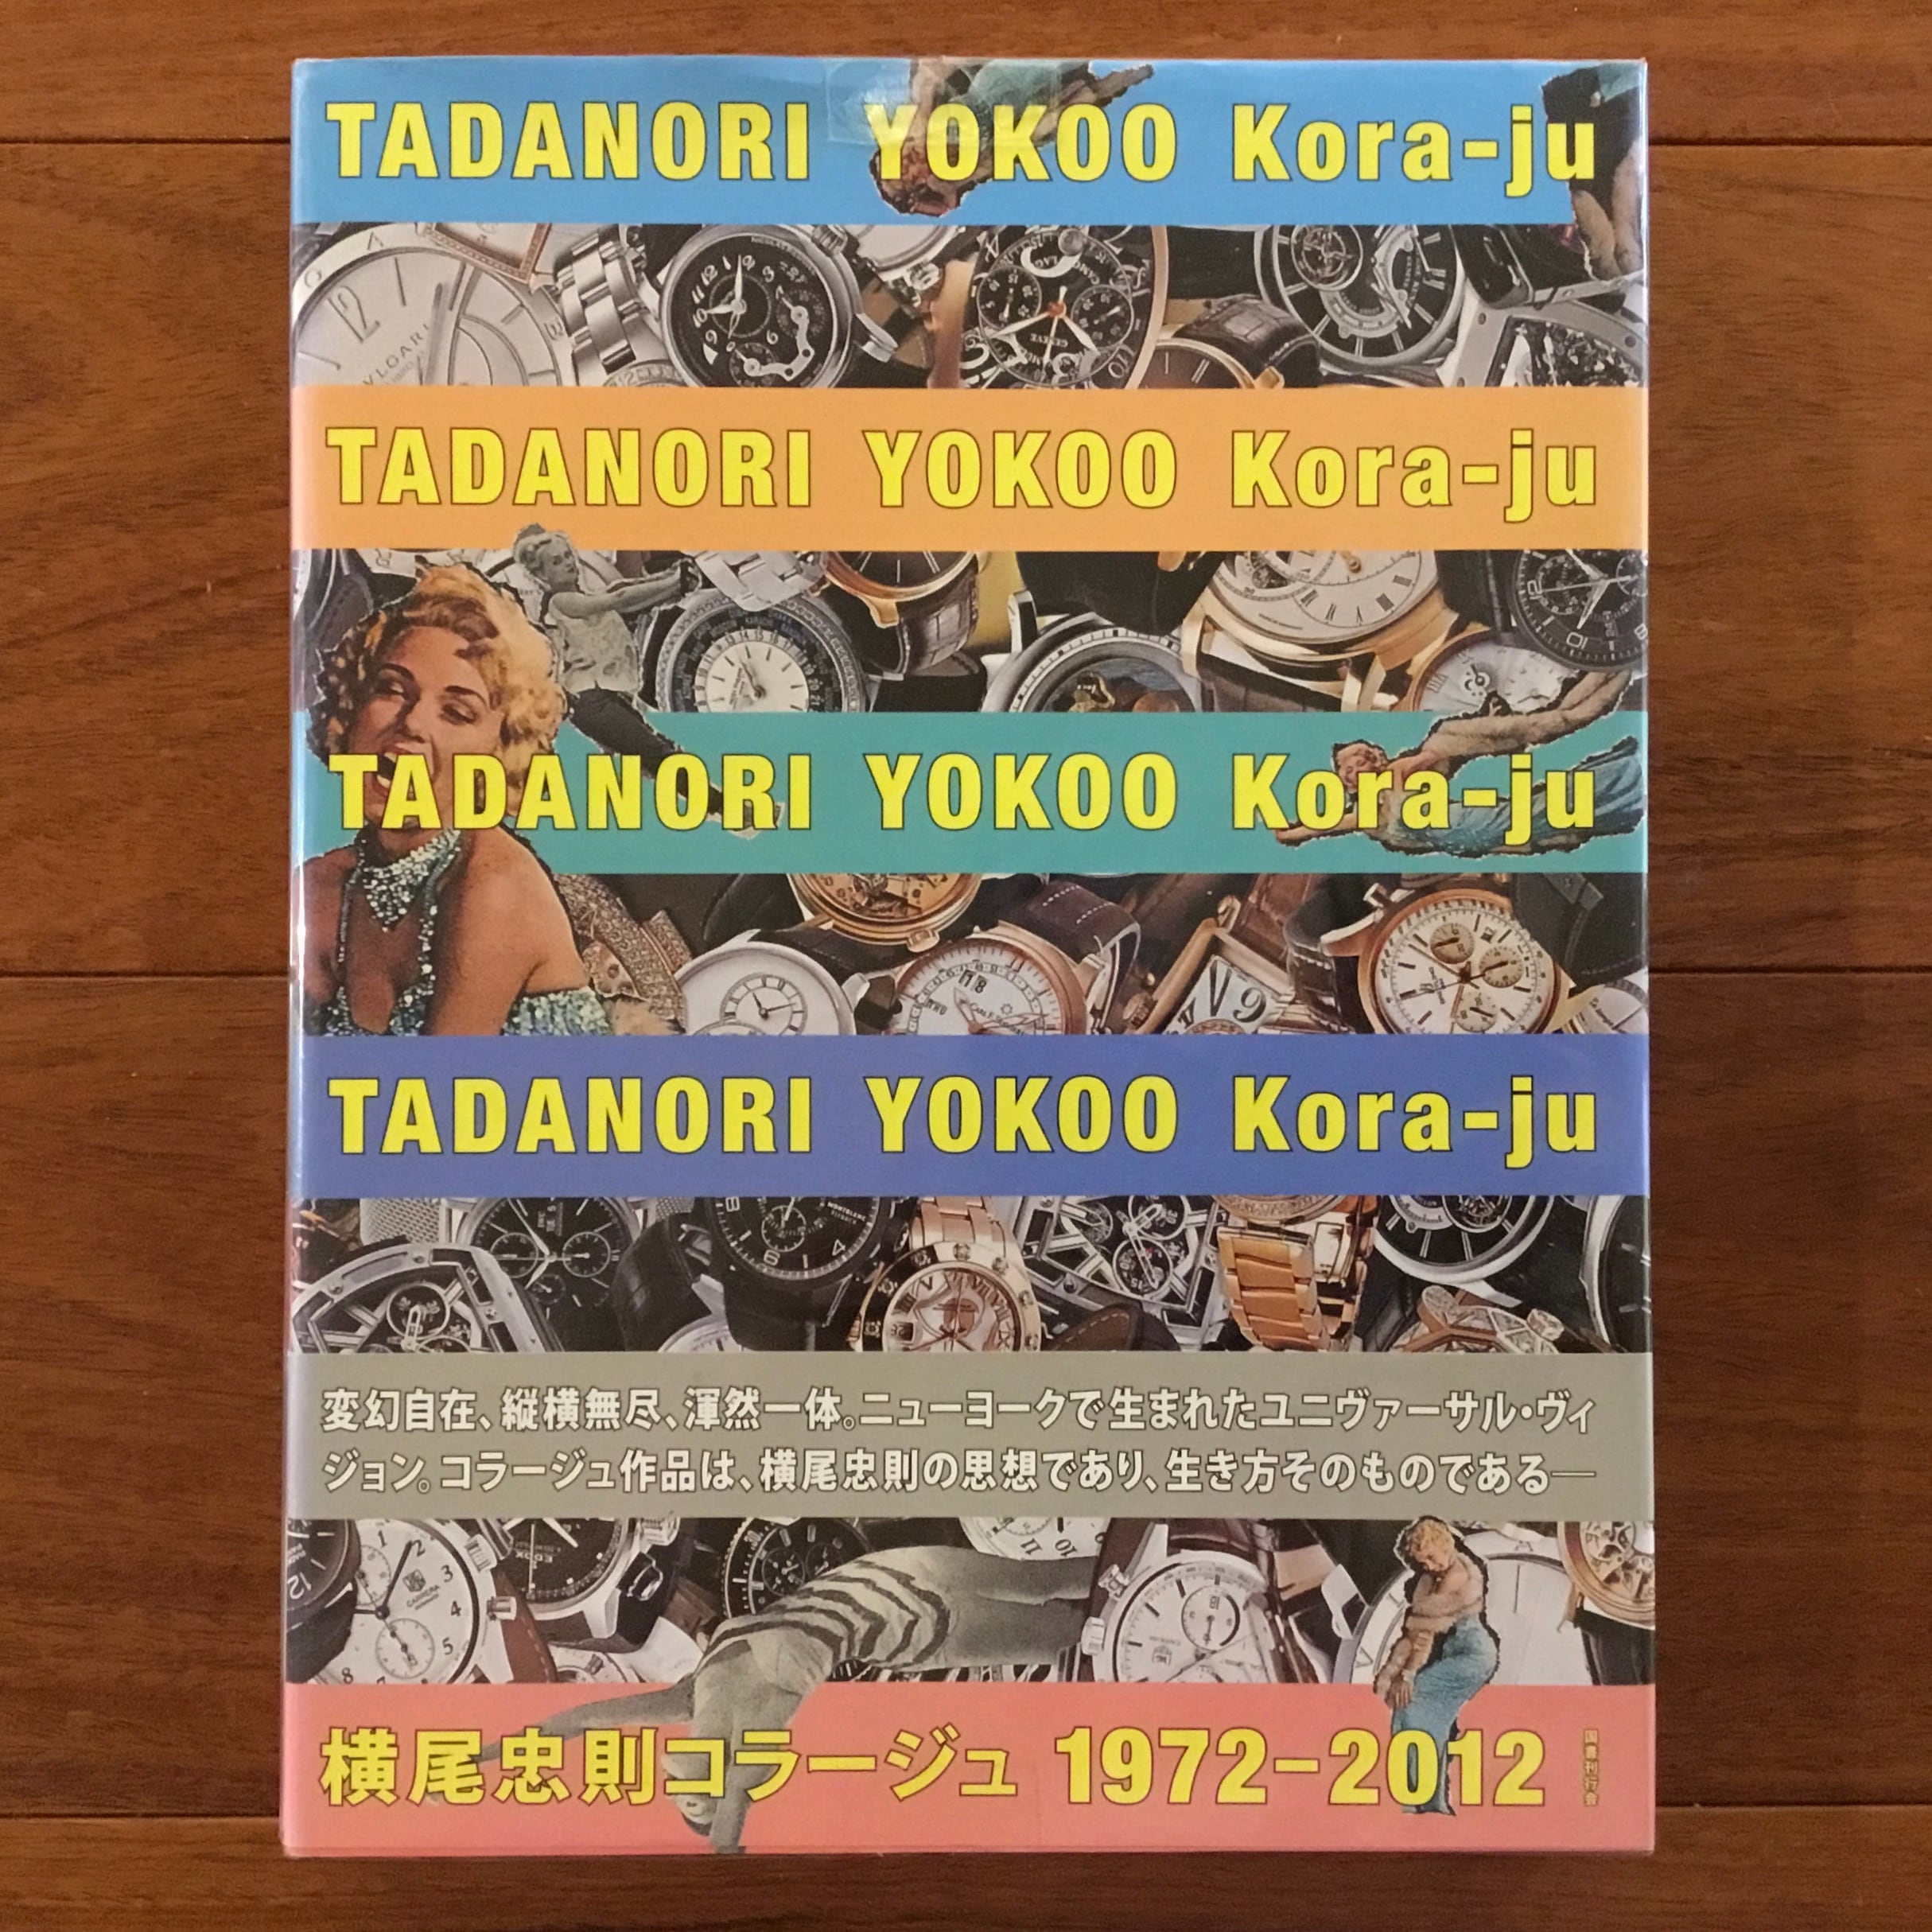 TADANORI YOKOO Kora-ju
TADANORI YOKOO Kora-ju
TADANORI YOKOO Kora-ju
TADANORI YOKOO Kora-ju
変幻自在、縦横無尽、渾然一体。ニューヨークで生まれたユニヴァーサル・ヴィ
ジョン。コラージュ作品は、横尾忠則の思想であり、生き方そのものである―
横尾忠則コラージュ 1972-2012
国書刊行会